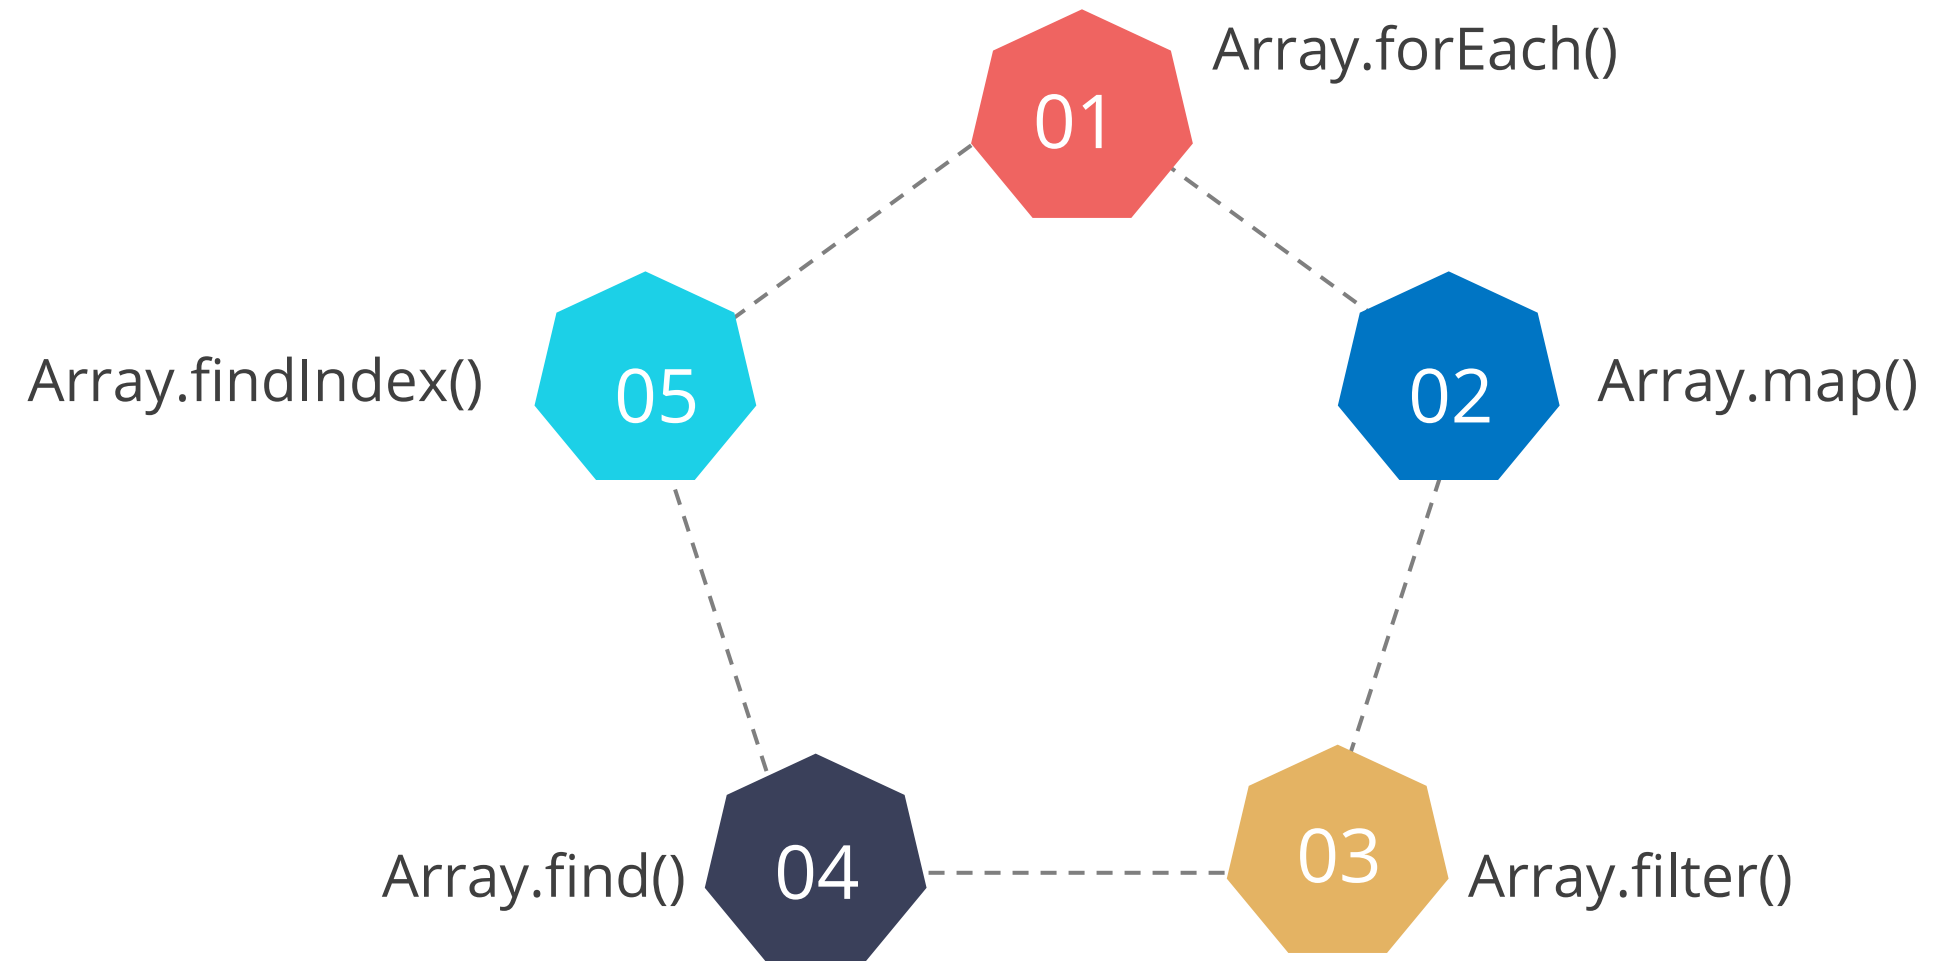 01
Array.forEach()
02
Array.map()
03
Array.filter()
04
Array.find()
05
Array.findIndex()